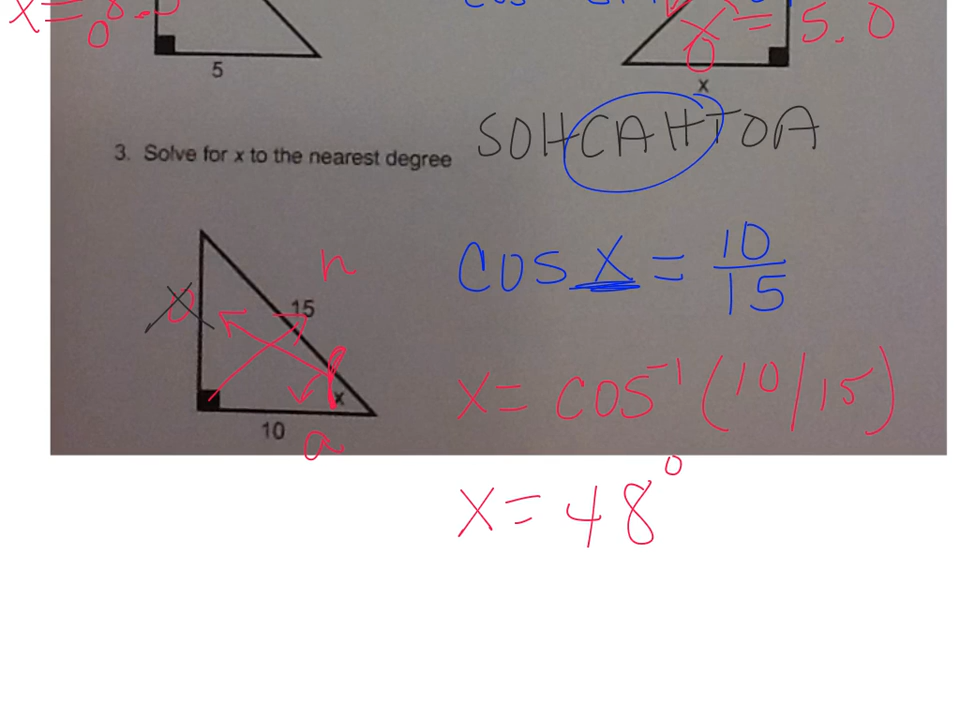 5
x
x = 5.0
SOHCAHTOA
3. Solve for x to the nearest degree
h
cos x = 10/15
o
15
x
x = cos⁻¹(10/15)
10
a
x = 48°